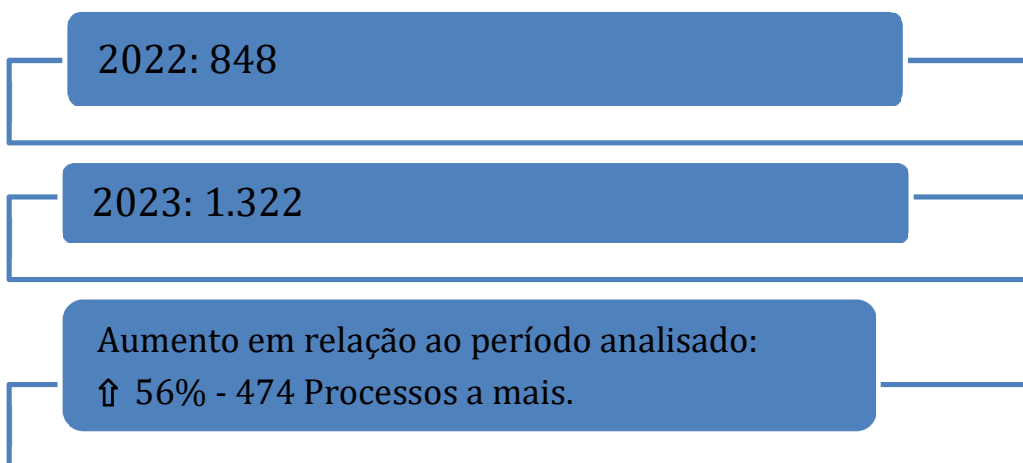 2022: 848
2023: 1.322
Aumento em relação ao período analisado:
⇧ 56% - 474 Processos a mais.